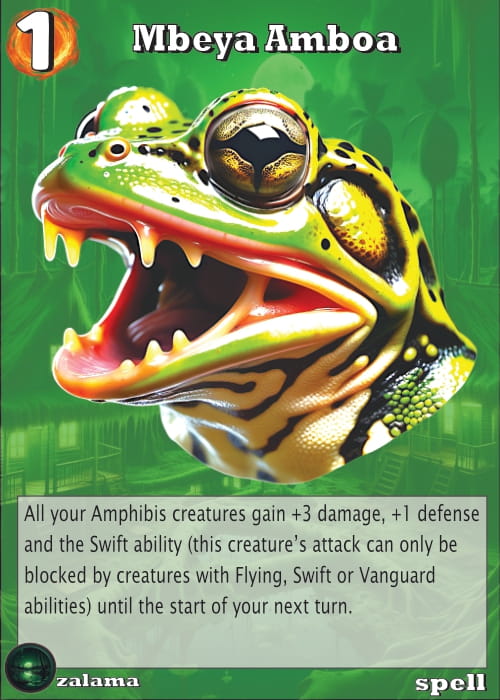 1
Mbeya Amboa
All your Amphibis creatures gain +3 damage, +1 defense
and the Swift ability (this creature's attack can only be
blocked by creatures with Flying, Swift or Vanguard
abilities) until the start of your next turn.
zalama
spell